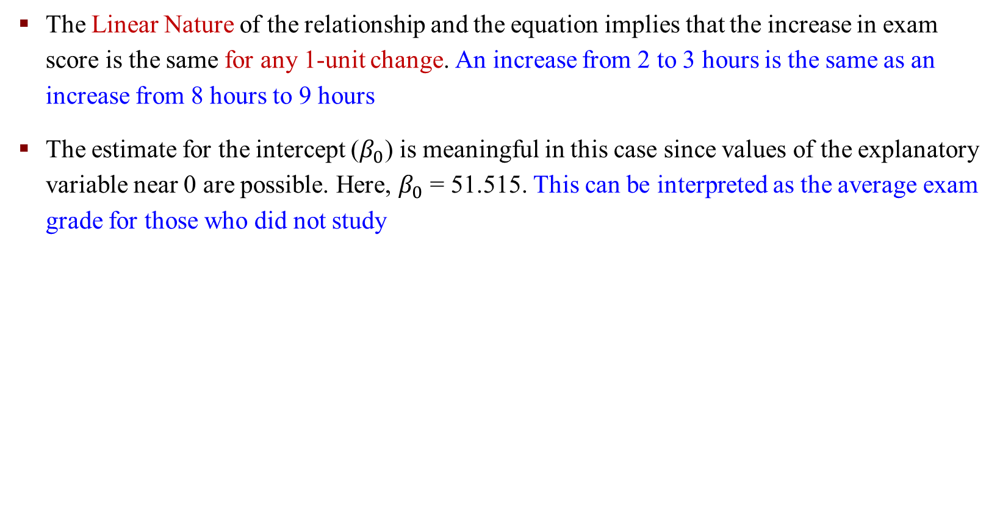 ▪ The Linear Nature of the relationship and the equation implies that the increase in exam
score is the same for any 1-unit change. An increase from 2 to 3 hours is the same as an
increase from 8 hours to 9 hours
▪ The estimate for the intercept (β₀) is meaningful in this case since values of the explanatory
variable near 0 are possible. Here, β₀ = 51.515. This can be interpreted as the average exam
grade for those who did not study